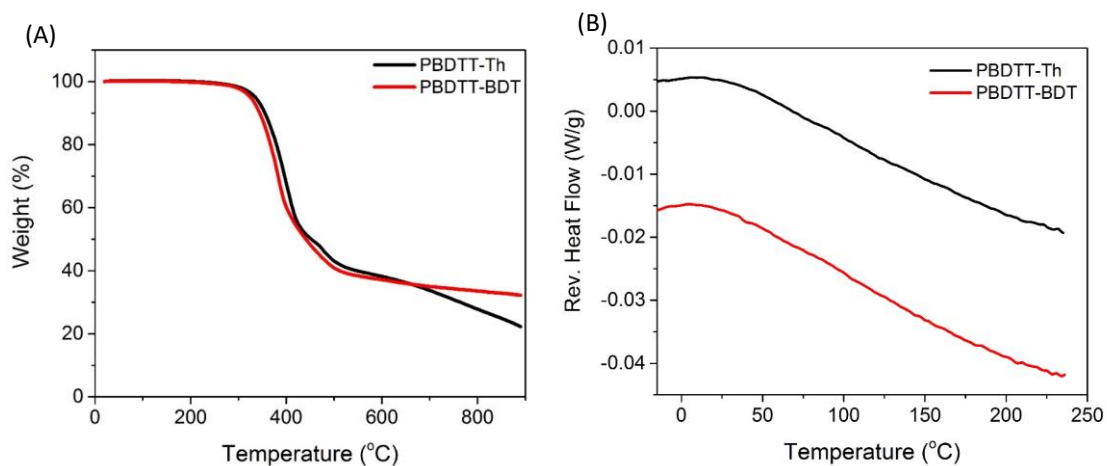 (A)
PBDTT-Th
PBDTT-BDT
100
80
60
40
20
0
Weight (%)
0
200
400
600
800
Temperature (°C)
(B)
PBDTT-Th
PBDTT-BDT
0.01
0.00
-0.01
-0.02
-0.03
-0.04
Rev. Heat Flow (W/g)
0
50
100
150
200
250
Temperature (°C)